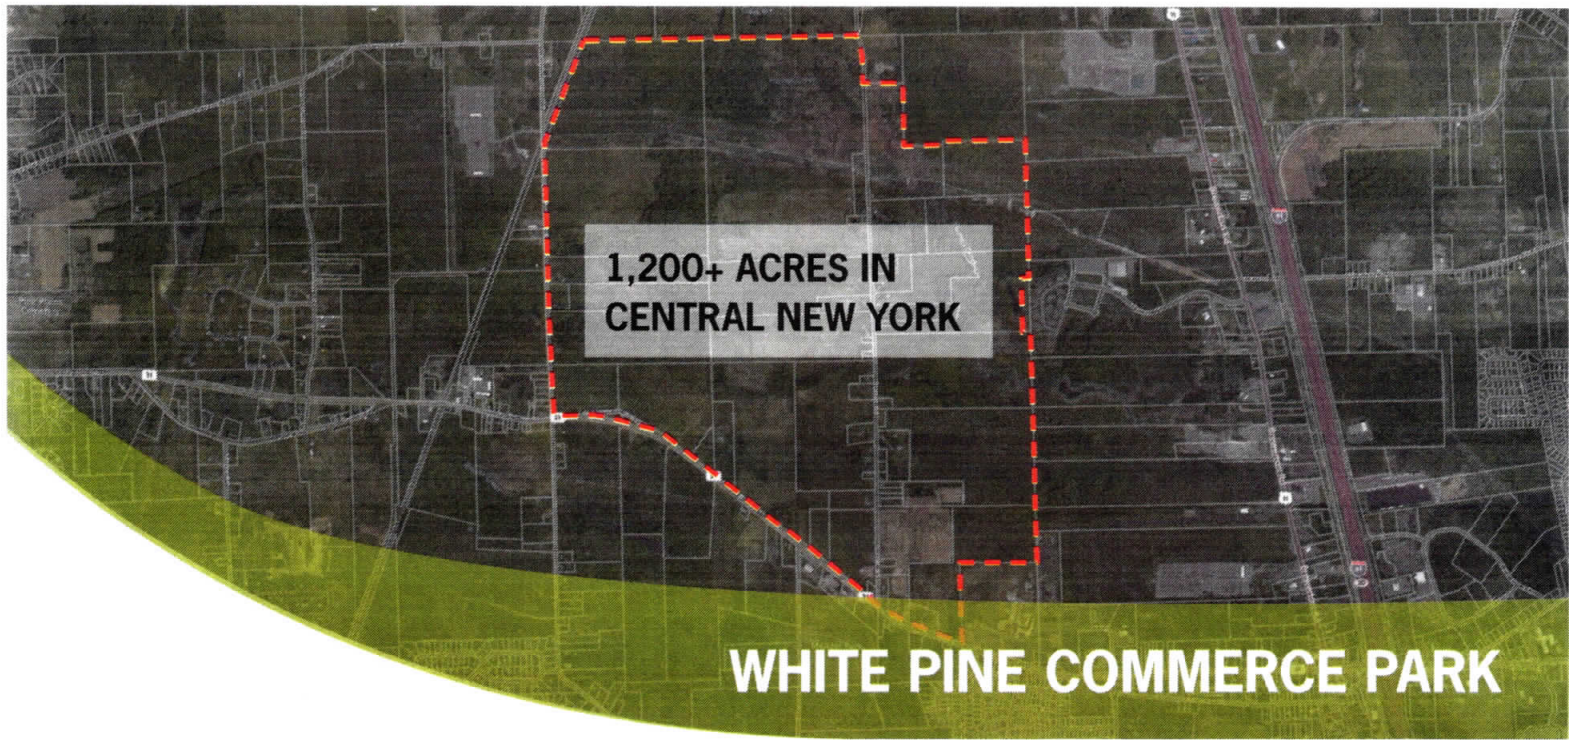 1,200+ ACRES IN
CENTRAL NEW YORK
WHITE PINE COMMERCE PARK